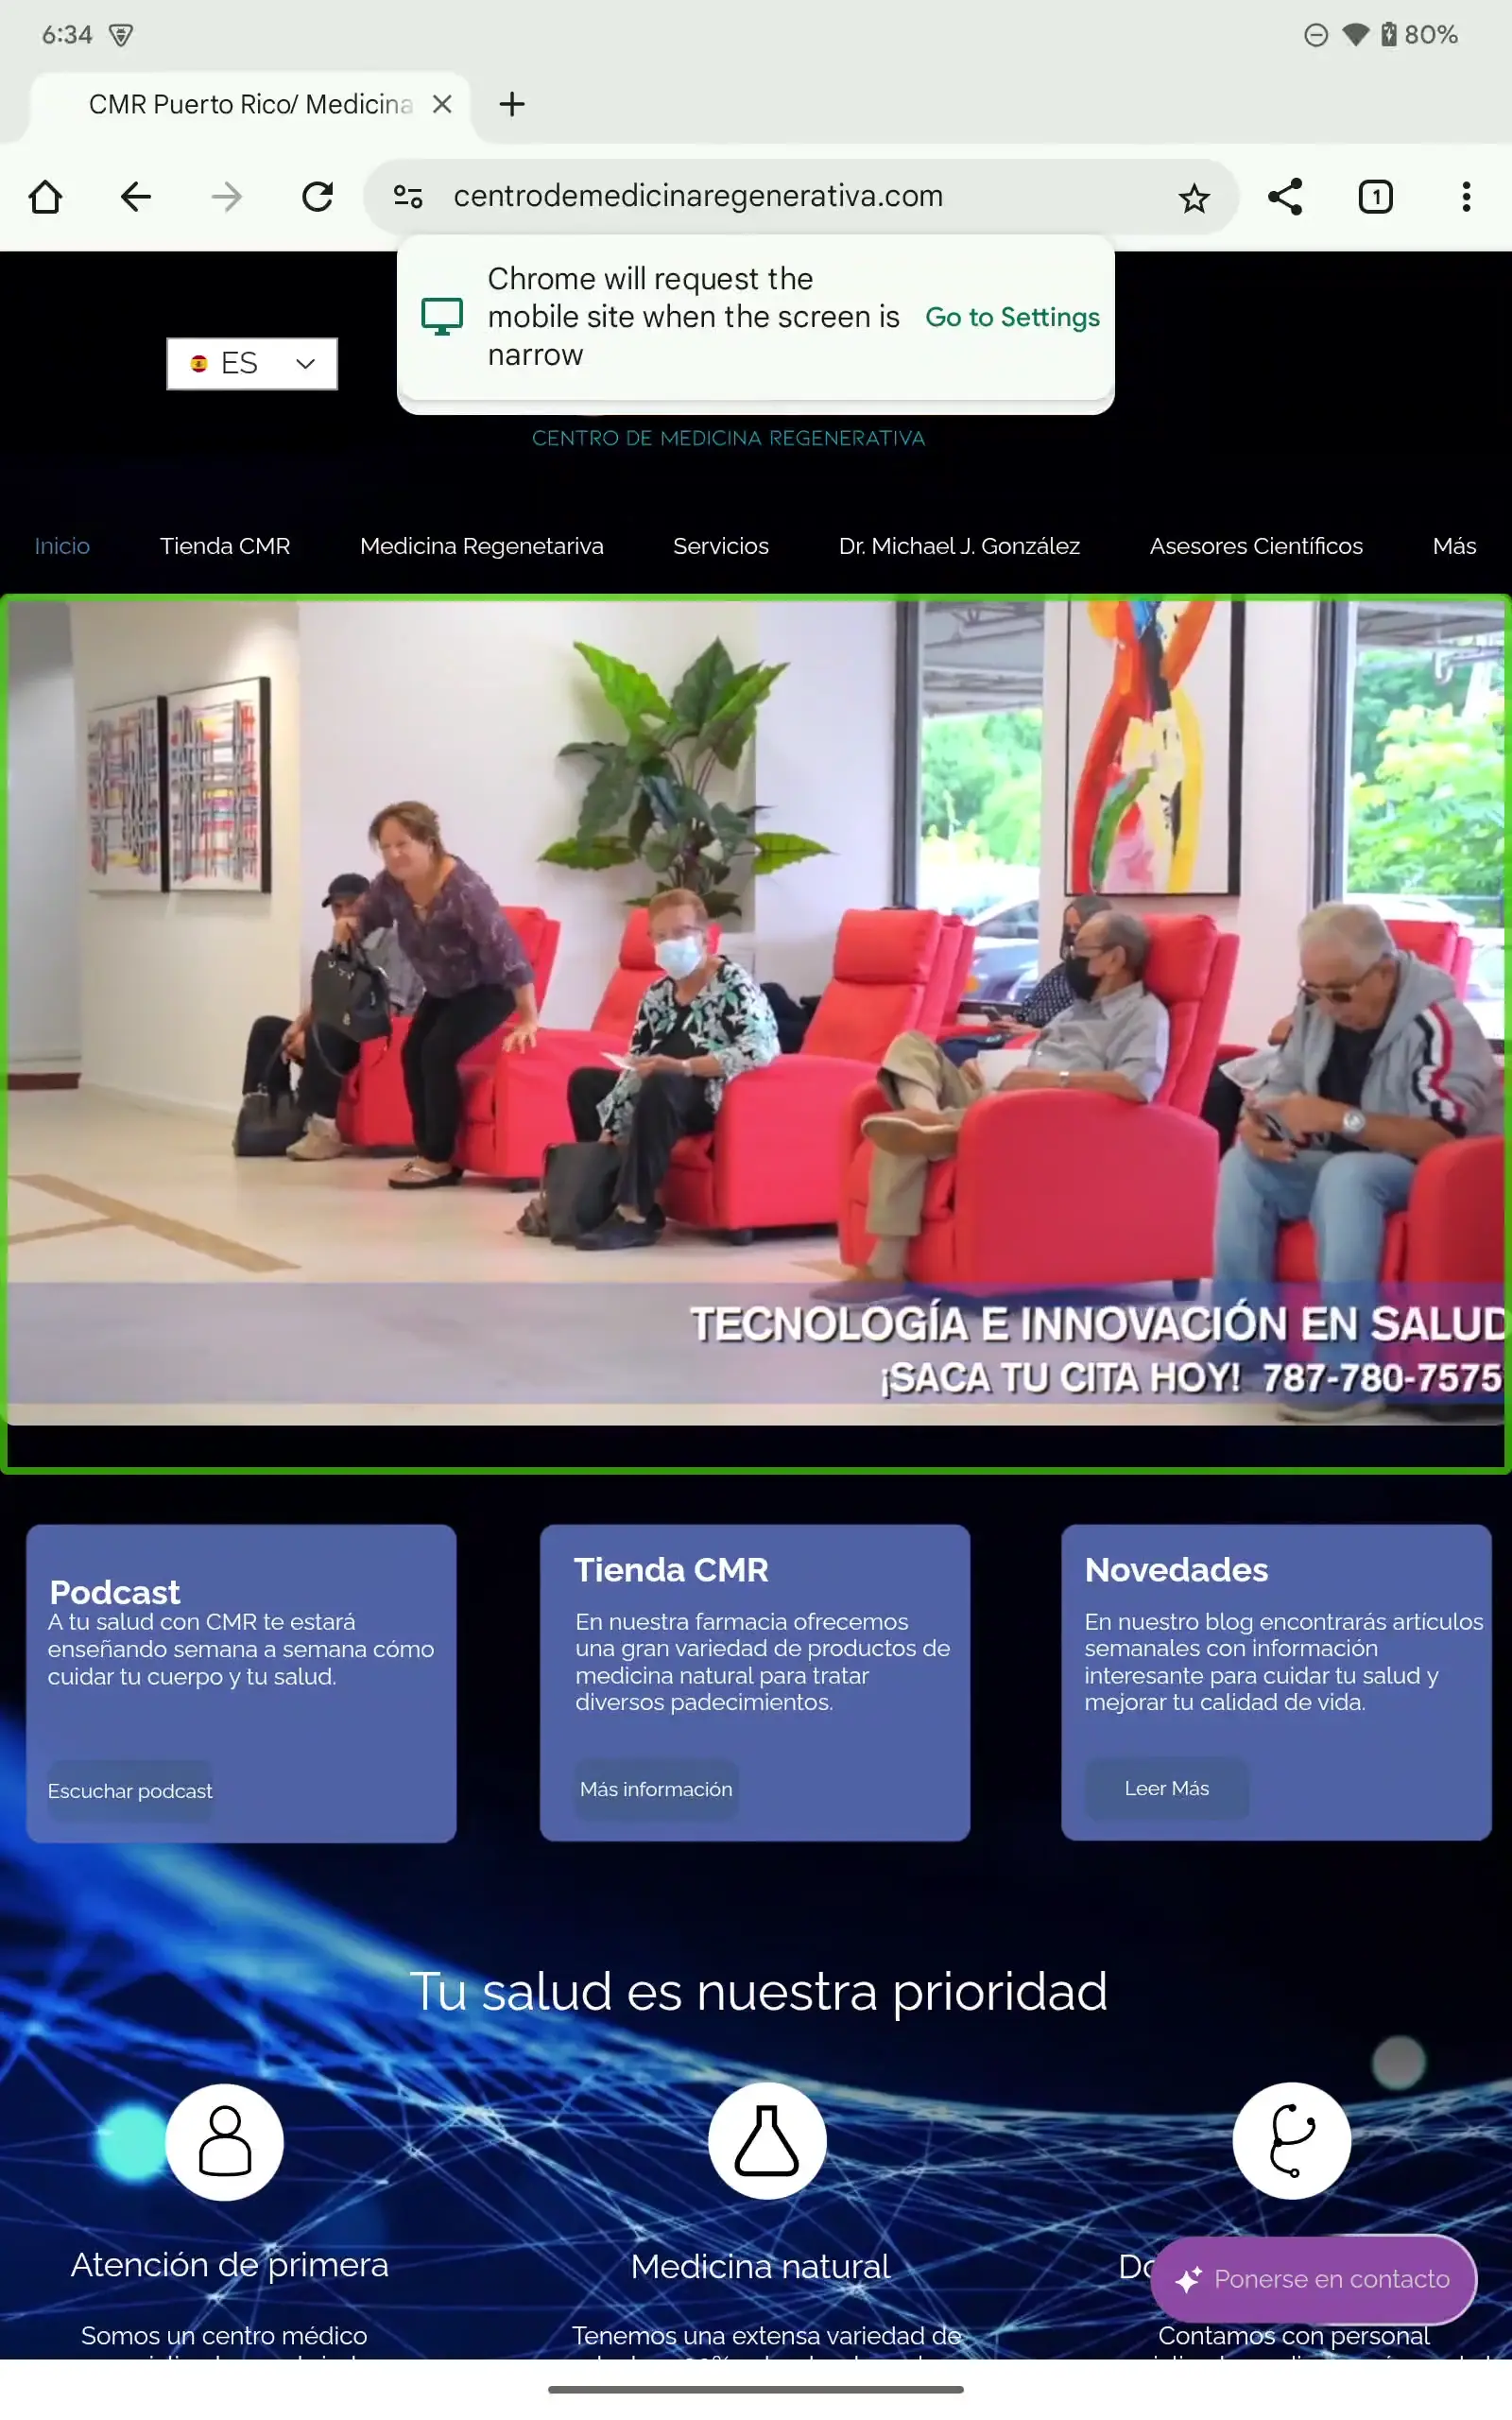 6:34
80%
CMR Puerto Rico/ Medicina
centrodemedicinaregenerativa.com
1
Chrome will request the
mobile site when the screen is
narrow
Go to Settings
ES
CENTRO DE MEDICINA REGENERATIVA
Inicio
Tienda CMR
Medicina Regenetariva
Servicios
Dr. Michael J. González
Asesores Científicos
Más
TECNOLOGÍA E INNOVACIÓN EN SALUD
¡SACA TU CITA HOY! 787-780-7575
Podcast
A tu salud con CMR te estará
enseñando semana a semana cómo
cuidar tu cuerpo y tu salud.
Escuchar podcast
Tienda CMR
En nuestra farmacia ofrecemos
una gran variedad de productos de
medicina natural para tratar
diversos padecimientos.
Más información
Novedades
En nuestro blog encontrarás artículos
semanales con información
interesante para cuidar tu salud y
mejorar tu calidad de vida.
Leer Más
Tu salud es nuestra prioridad
Atención de primera
Somos un centro médico
Medicina natural
Tenemos una extensa variedad de
Ponerse en contacto
Contamos con personal